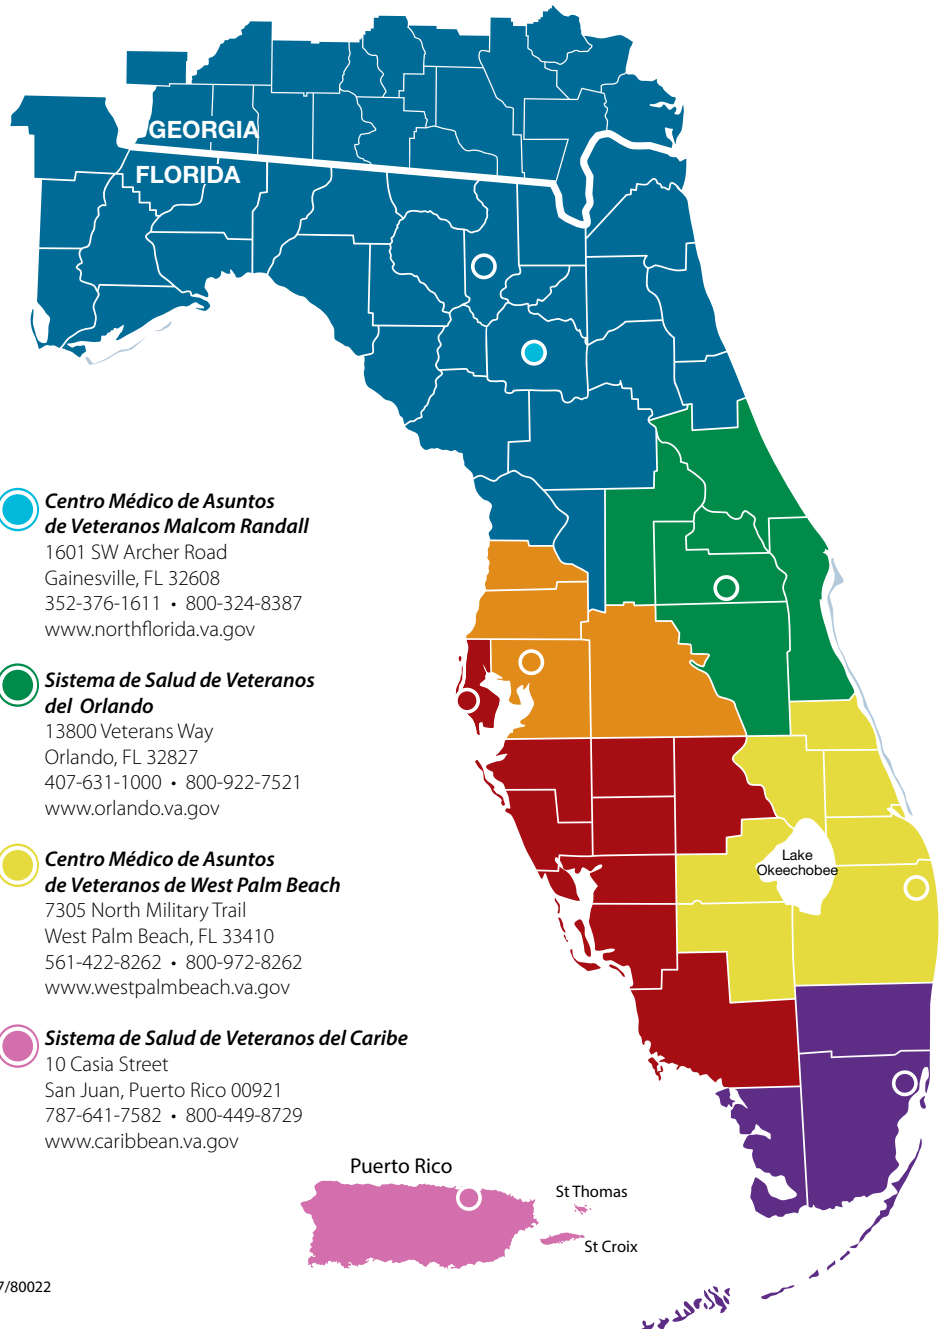 GEORGIA
FLORIDA
Centro Médico de Asuntos
de Veteranos Malcom Randall
1601 SW Archer Road
Gainesville, FL 32608
352-376-1611 • 800-324-8387
www.northflorida.va.gov
Sistema de Salud de Veteranos
del Orlando
13800 Veterans Way
Orlando, FL 32827
407-631-1000 • 800-922-7521
www.orlando.va.gov
Centro Médico de Asuntos
de Veteranos de West Palm Beach
7305 North Military Trail
West Palm Beach, FL 33410
561-422-8262 • 800-972-8262
www.westpalmbeach.va.gov
Lake
Okeechobee
Sistema de Salud de Veteranos del Caribe
10 Casia Street
San Juan, Puerto Rico 00921
787-641-7582 • 800-449-8729
www.caribbean.va.gov
Puerto Rico
St Thomas
St Croix
7/80022